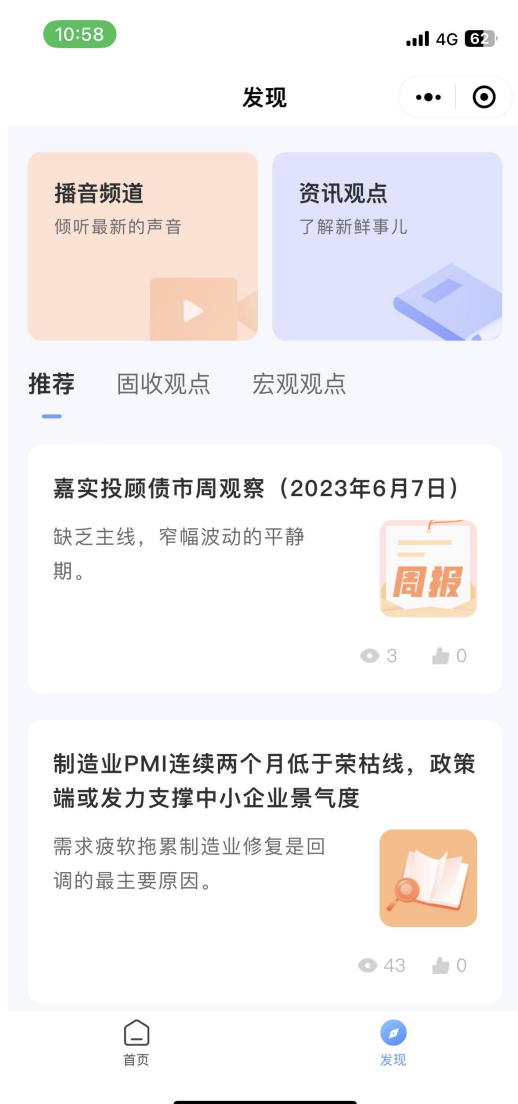 10:58
4G 62
发现
播音频道
倾听最新的声音
资讯观点
了解新鲜事儿
推荐 固收观点 宏观观点
嘉实投顾债市周观察（2023年6月7日）
缺乏主线，窄幅波动的平静
期。
周报
3 0
制造业PMI连续两个月低于荣枯线，政策
端或发力支撑中小企业景气度
需求疲软拖累制造业修复是回
调的最主要原因。
43 0
首页 发现